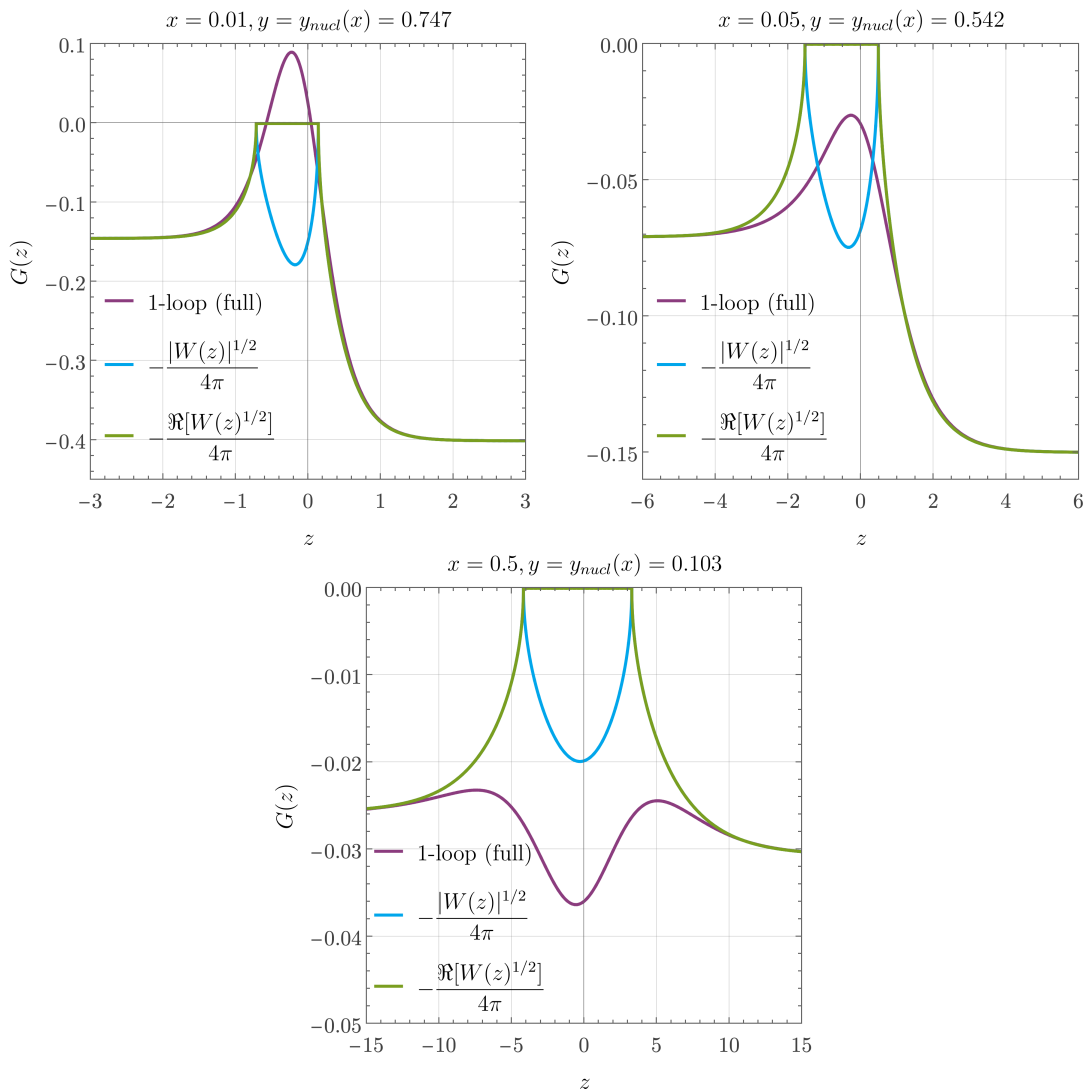 x = 0.01, y = y_{nucl}(x) = 0.747
G(z)
0.1
0.0
−0.1
−0.2
−0.3
−0.4
1-loop (full)
−|W(z)|^{1/2}/4π
−ℜ[W(z)^{1/2}]/4π
−3 −2 −1 0 1 2 3
z
x = 0.05, y = y_{nucl}(x) = 0.542
G(z)
0.00
−0.05
−0.10
−0.15
1-loop (full)
−|W(z)|^{1/2}/4π
−ℜ[W(z)^{1/2}]/4π
−6 −4 −2 0 2 4 6
z
x = 0.5, y = y_{nucl}(x) = 0.103
G(z)
0.00
−0.01
−0.02
−0.03
−0.04
−0.05
1-loop (full)
−|W(z)|^{1/2}/4π
−ℜ[W(z)^{1/2}]/4π
−15 −10 −5 0 5 10 15
z